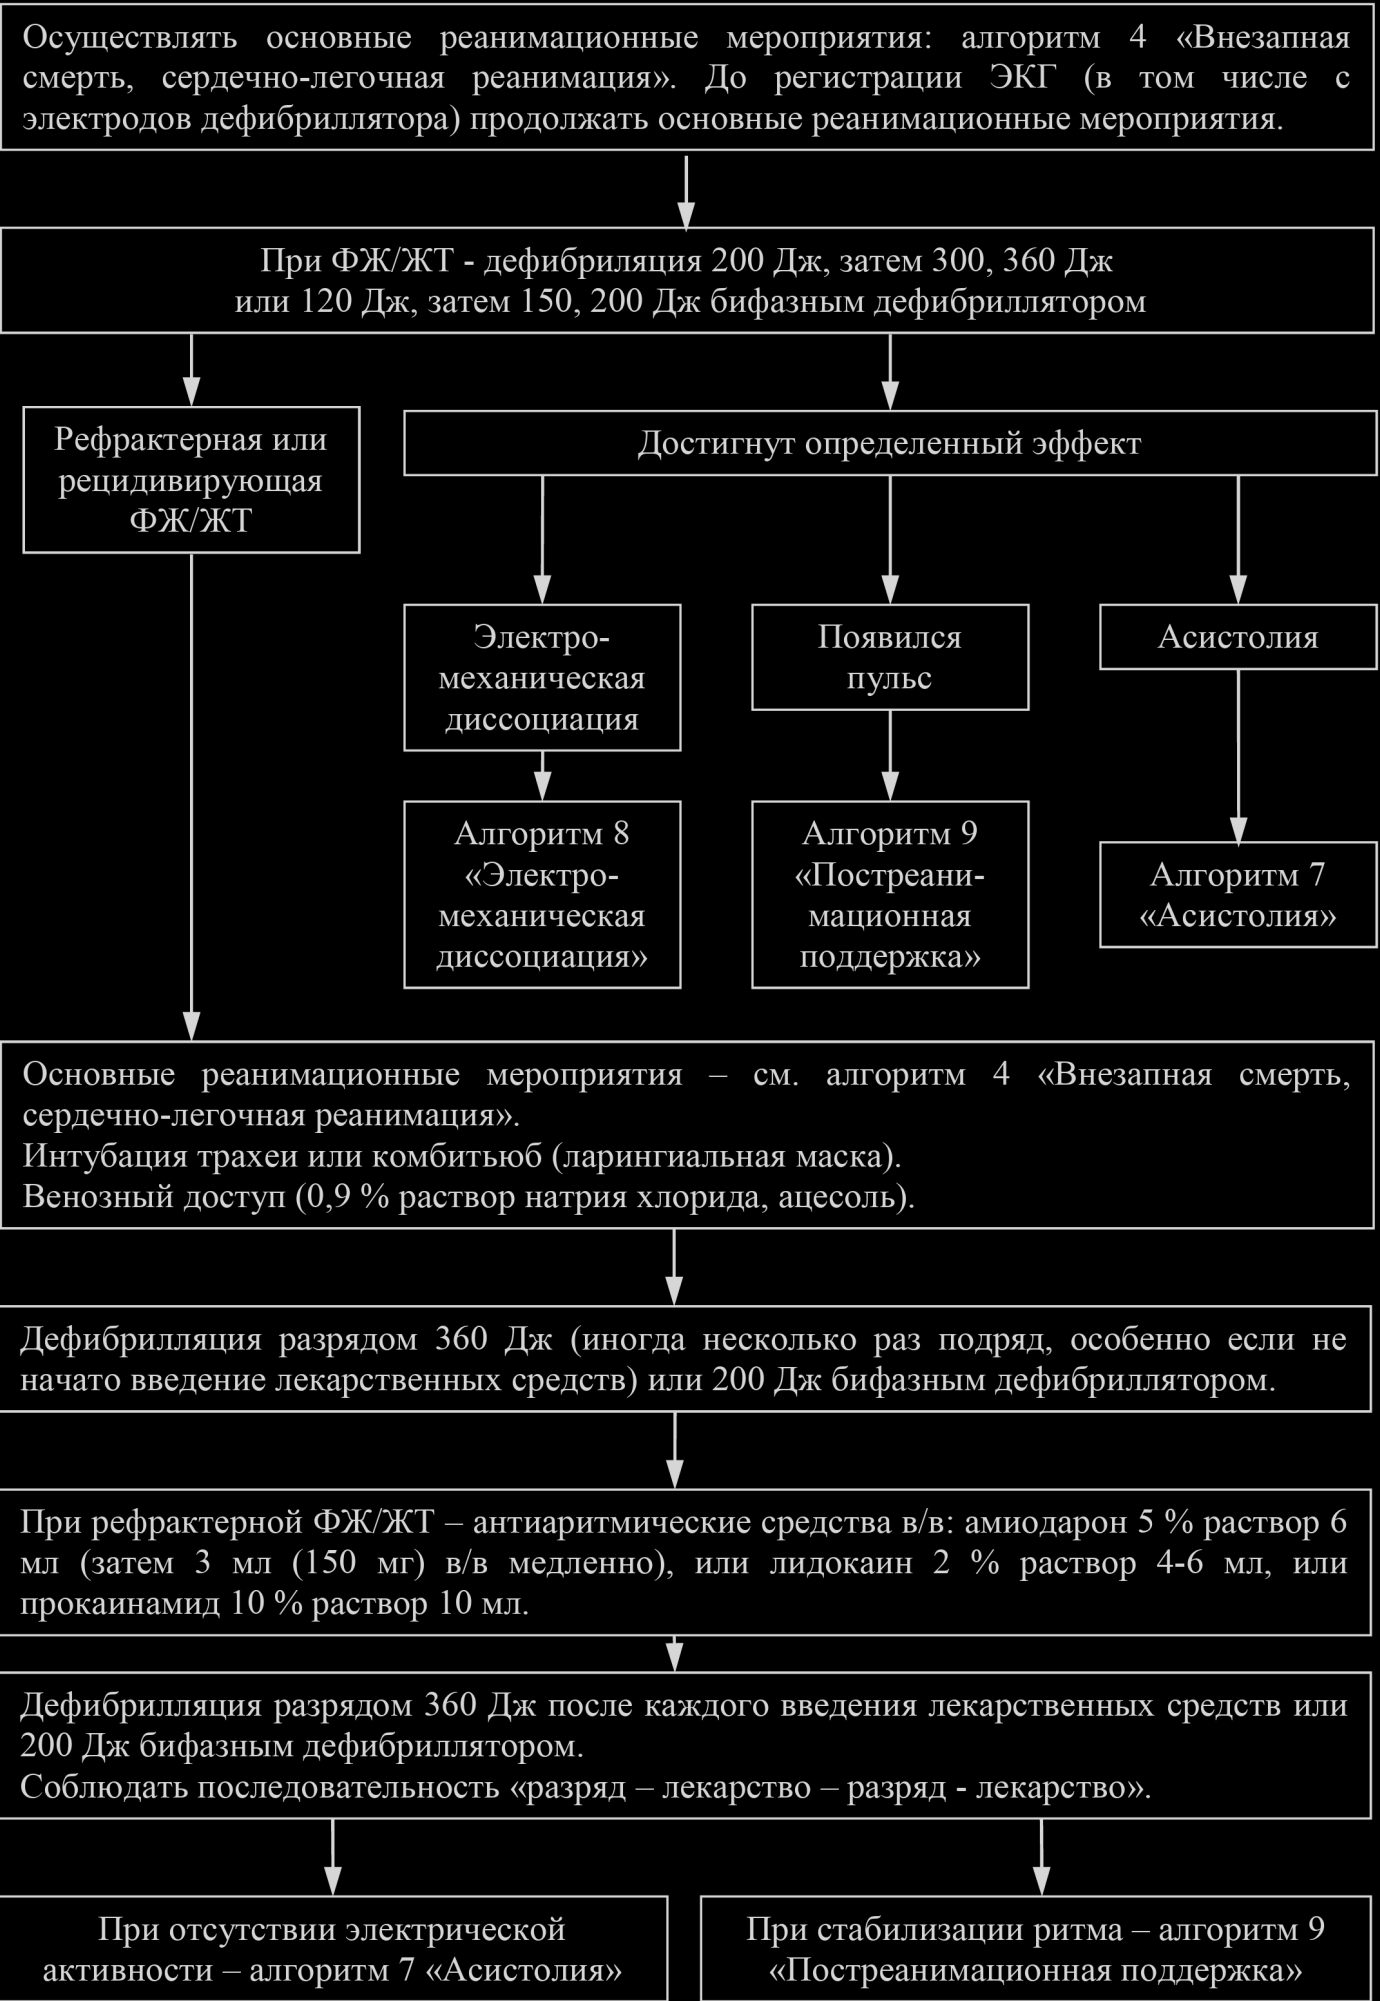 Осуществлять основные реанимационные мероприятия: алгоритм 4 «Внезапная
смерть, сердечно-легочная реанимация». До регистрации ЭКГ (в том числе с
электродов дефибриллятора) продолжать основные реанимационные мероприятия.
При ФЖ/ЖТ - дефибриляция 200 Дж, затем 300, 360 Дж
или 120 Дж, затем 150, 200 Дж бифазным дефибриллятором
Рефрактерная или
рецидивирующая
ФЖ/ЖТ
Достигнут определенный эффект
Электро-
механическая
диссоциация
Появился
пульс
Асистолия
Алгоритм 8
«Электро-
механическая
диссоциация»
Алгоритм 9
«Постреани-
мационная
поддержка»
Алгоритм 7
«Асистолия»
Основные реанимационные мероприятия – см. алгоритм 4 «Внезапная смерть,
сердечно-легочная реанимация».
Интубация трахеи или комбитьюб (ларингиальная маска).
Венозный доступ (0,9 % раствор натрия хлорида, ацесоль).
Дефибрилляция разрядом 360 Дж (иногда несколько раз подряд, особенно если не
начато введение лекарственных средств) или 200 Дж бифазным дефибриллятором.
При рефрактерной ФЖ/ЖТ – антиаритмические средства в/в: амиодарон 5 % раствор 6
мл (затем 3 мл (150 мг) в/в медленно), или лидокаин 2 % раствор 4-6 мл, или
прокаинамид 10 % раствор 10 мл.
Дефибрилляция разрядом 360 Дж после каждого введения лекарственных средств или
200 Дж бифазным дефибриллятором.
Соблюдать последовательность «разряд – лекарство – разряд - лекарство».
При отсутствии электрической
активности – алгоритм 7 «Асистолия»
При стабилизации ритма – алгоритм 9
«Постреанимационная поддержка»